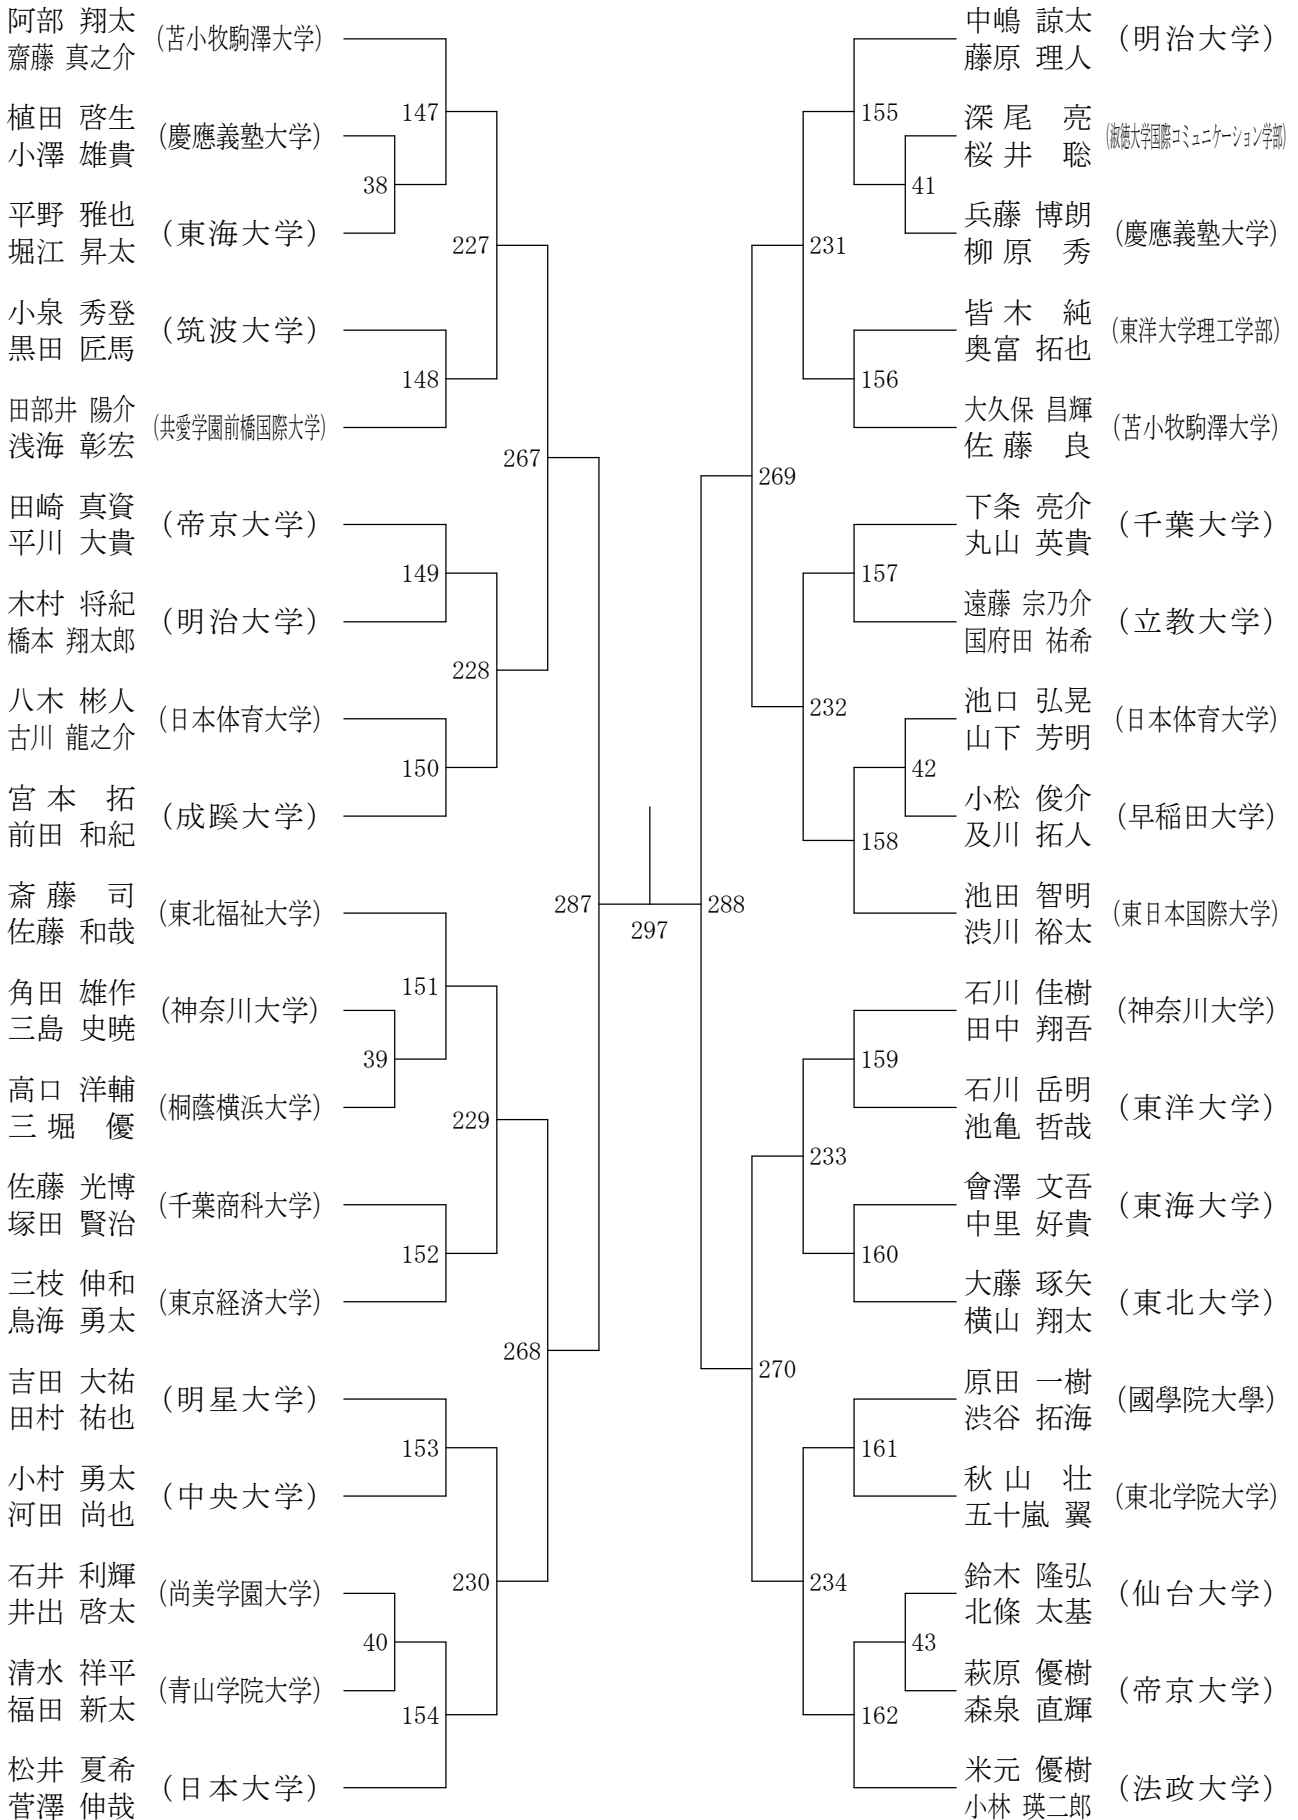 阿部 翔太
齋藤 真之介
(苫小牧駒澤大学)
植田 啓生
小澤 雄貴
(慶應義塾大学)
平野 雅也
堀江 昇太
(東海大学)
小泉 秀登
黒田 匠馬
(筑波大学)
田部井 陽介
浅海 彰宏
(共愛学園前橋国際大学)
田崎 真資
平川 大貴
(帝京大学)
木村 将紀
橋本 翔太郎
(明治大学)
八木 彬人
古川 龍之介
(日本体育大学)
宮本 拓
前田 和紀
(成蹊大学)
斎藤 司
佐藤 和哉
(東北福祉大学)
角田 雄作
三島 史暁
(神奈川大学)
高口 洋輔
三堀 優
(桐蔭横浜大学)
佐藤 光博
塚田 賢治
(千葉商科大学)
三枝 伸和
鳥海 勇太
(東京経済大学)
吉田 大祐
田村 祐也
(明星大学)
小村 勇太
河田 尚也
(中央大学)
石井 利輝
井出 啓太
(尚美学園大学)
清水 祥平
福田 新太
(青山学院大学)
松井 夏希
菅澤 伸哉
(日本大学)
147
38
227
148
267
149
228
150
287
151
39
229
152
268
153
230
40
154
297
288
155
41
231
156
269
157
232
42
158
159
233
160
270
161
234
43
162
中嶋 諒太
藤原 理人
(明治大学)
深尾 亮
桜井 聡
(淑徳大学国際コミュニケーション学部)
兵藤 博朗
柳原 秀
(慶應義塾大学)
皆木 純
奥富 拓也
(東洋大学理工学部)
大久保 昌輝
佐藤 良
(苫小牧駒澤大学)
下条 亮介
丸山 英貴
(千葉大学)
遠藤 宗乃介
国府田 祐希
(立教大学)
池口 弘晃
山下 芳明
(日本体育大学)
小松 俊介
及川 拓人
(早稲田大学)
池田 智明
渋川 裕太
(東日本国際大学)
石川 佳樹
田中 翔吾
(神奈川大学)
石川 岳明
池亀 哲哉
(東洋大学)
會澤 文吾
中里 好貴
(東海大学)
大藤 琢矢
横山 翔太
(東北大学)
原田 一樹
渋谷 拓海
(國學院大學)
秋山 壮
五十嵐 翼
(東北学院大学)
鈴木 隆弘
北條 太基
(仙台大学)
萩原 優樹
森泉 直輝
(帝京大学)
米元 優樹
小林 瑛二郎
(法政大学)